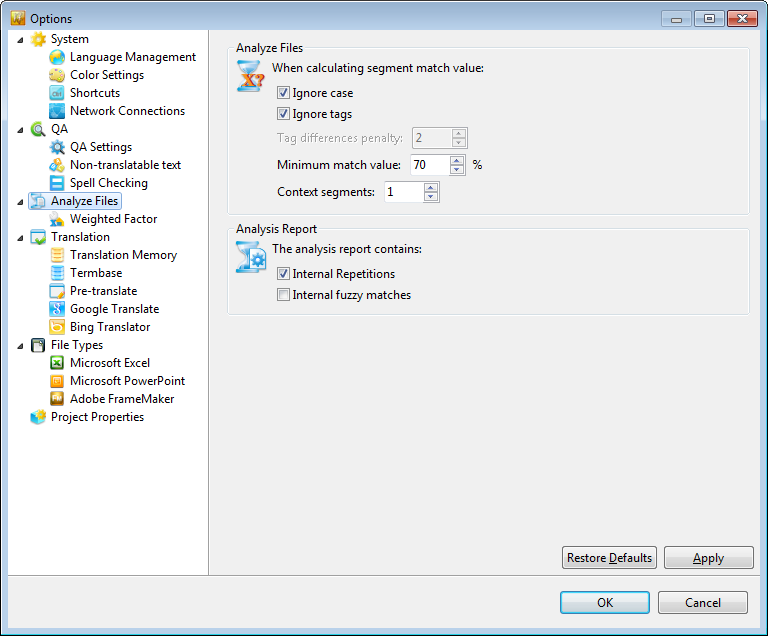 Options
System
Language Management
Color Settings
Shortcuts
Network Connections
QA
QA Settings
Non-translatable text
Spell Checking
Analyze Files
Weighted Factor
Translation
Translation Memory
Termbase
Pre-translate
Google Translate
Bing Translator
File Types
Microsoft Excel
Microsoft PowerPoint
Adobe FrameMaker
Project Properties
Analyze Files
When calculating segment match value:
Ignore case
Ignore tags
Tag differences penalty: 2
Minimum match value: 70 %
Context segments: 1
Analysis Report
The analysis report contains:
Internal Repetitions
Internal fuzzy matches
Restore Defaults Apply
OK Cancel